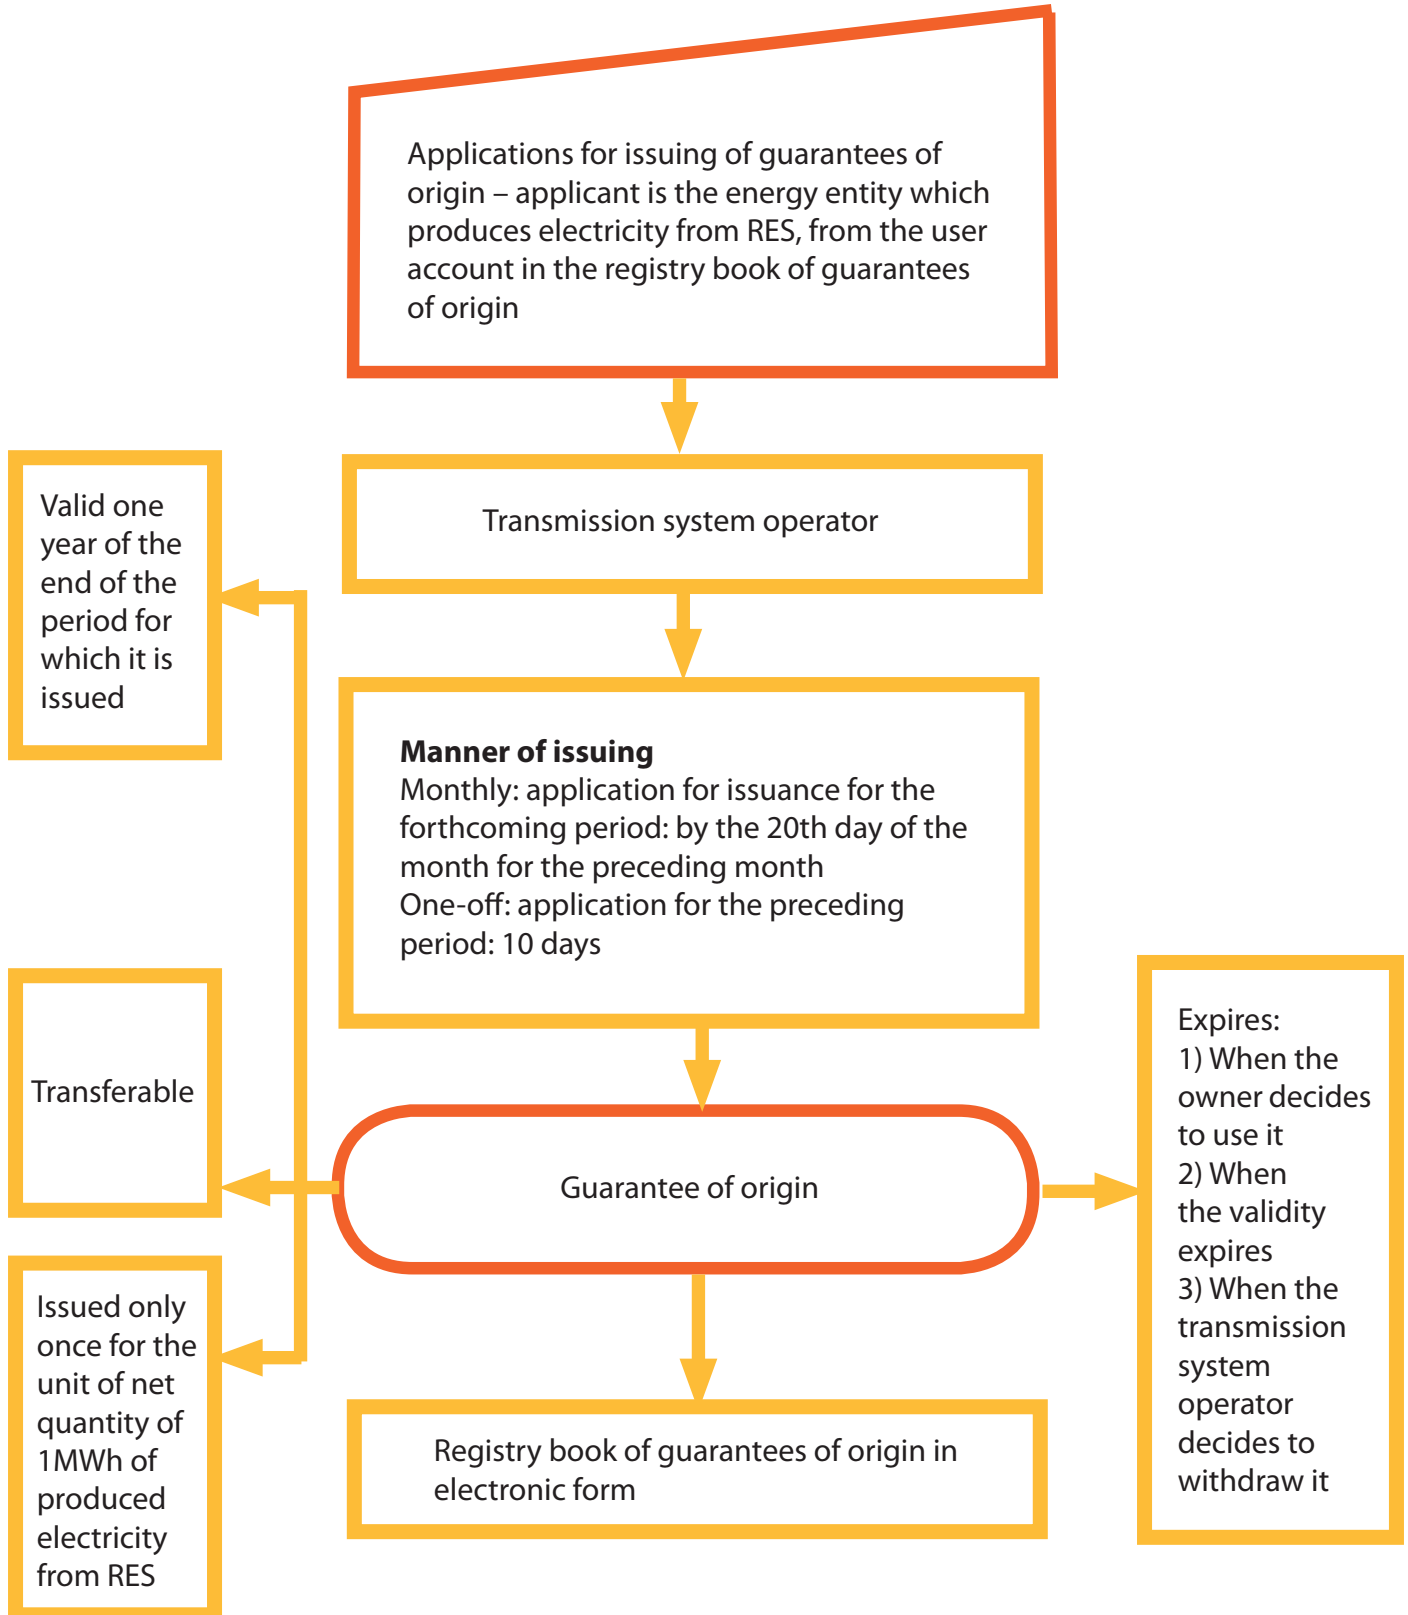 Applications for issuing of guarantees of
origin – applicant is the energy entity which
produces electricity from RES, from the user
account in the registry book of guarantees
of origin
Transmission system operator
Valid one
year of the
end of the
period for
which it is
issued
Manner of issuing
Monthly: application for issuance for the
forthcoming period: by the 20th day of the
month for the preceding month
One-off: application for the preceding
period: 10 days
Transferable
Guarantee of origin
Expires:
1) When the
owner decides
to use it
2) When
the validity
expires
3) When the
transmission
system
operator
decides to
withdraw it
Issued only
once for the
unit of net
quantity of
1MWh of
produced
electricity
from RES
Registry book of guarantees of origin in
electronic form